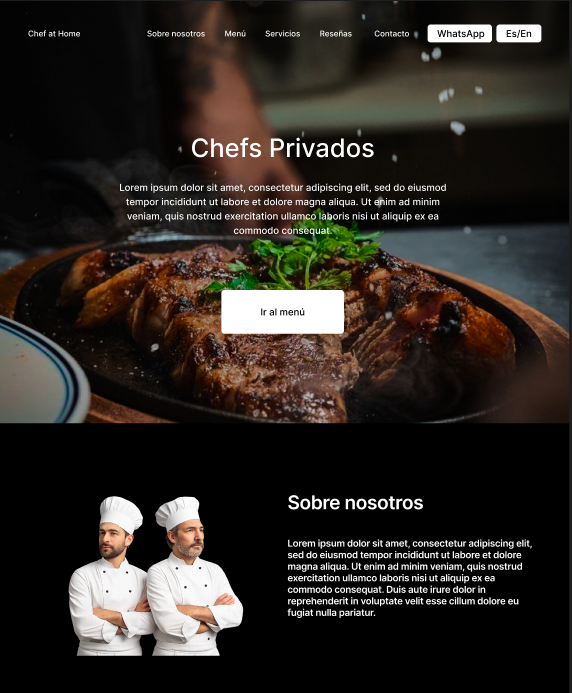 Chef at Home Sobre nosotros Menú Servicios Reseñas Contacto WhatsApp Es/En
Chefs Privados
Lorem ipsum dolor sit amet, consectetur adipiscing elit, sed do eiusmod
tempor incididunt ut labore et dolore magna aliqua. Ut enim ad minim
veniam, quis nostrud exercitation ullamco laboris nisi ut aliquip ex ea
commodo consequat.
Ir al menú
Sobre nosotros
Lorem ipsum dolor sit amet, consectetur adipiscing elit,
sed do eiusmod tempor incididunt ut labore et dolore
magna aliqua. Ut enim ad minim veniam, quis nostrud
exercitation ullamco laboris nisi ut aliquip ex ea
commodo consequat. Duis aute irure dolor in
reprehenderit in voluptate velit esse cillum dolore eu
fugiat nulla pariatur.